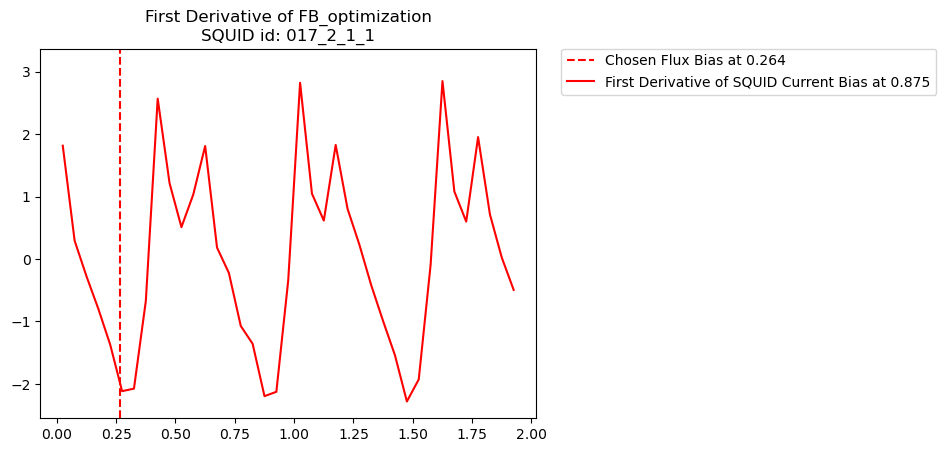 First Derivative of FB_optimization
SQUID id: 017_2_1_1
Chosen Flux Bias at 0.264
First Derivative of SQUID Current Bias at 0.875
3
2
1
0
−1
−2
0.00 0.25 0.50 0.75 1.00 1.25 1.50 1.75 2.00